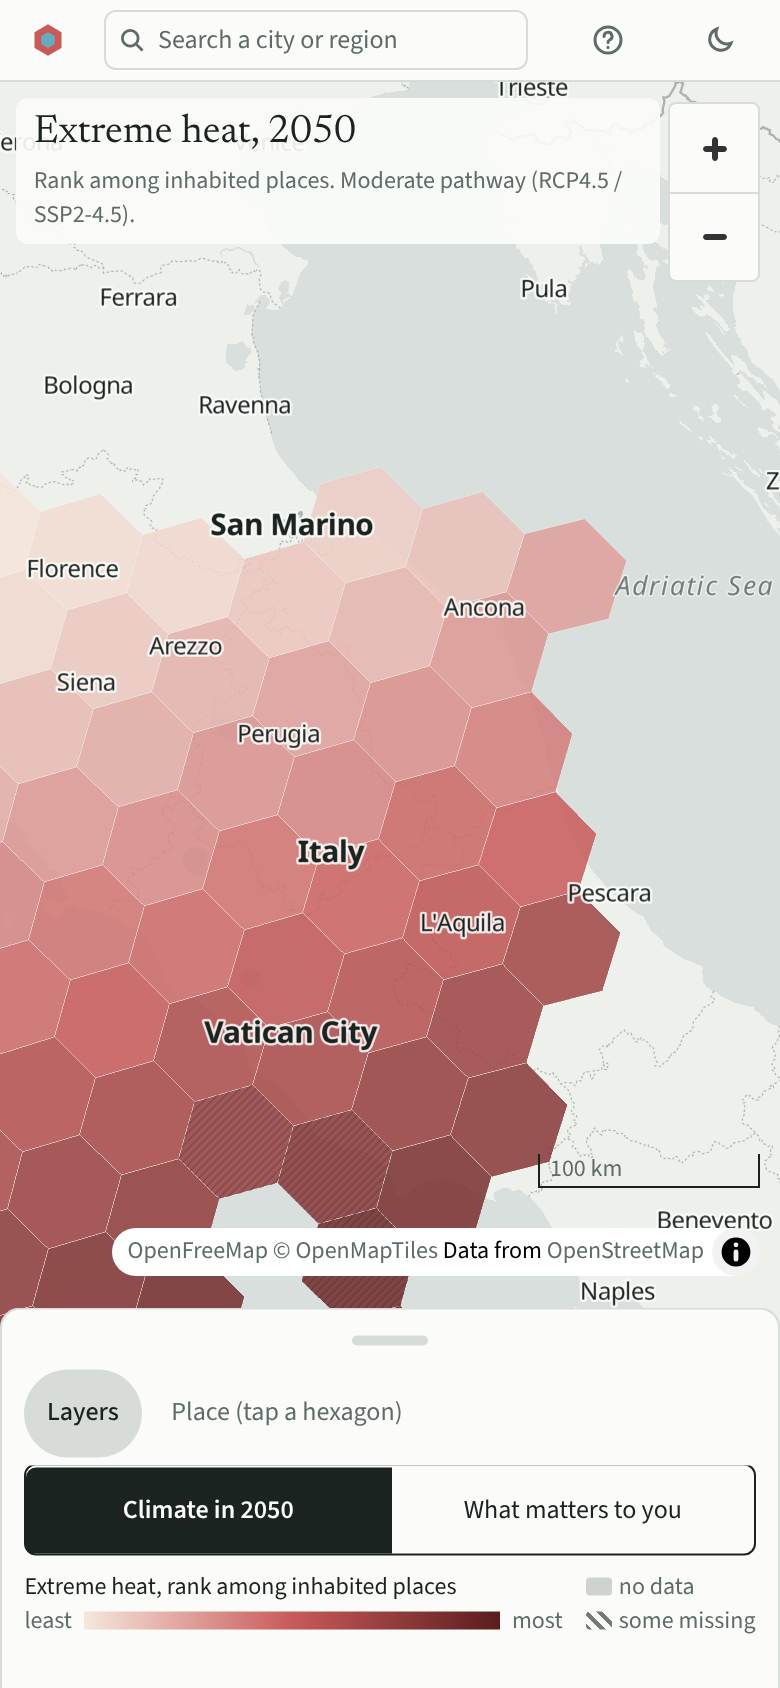 Search a city or region
Trieste
Extreme heat, 2050
Rank among inhabited places. Moderate pathway (RCP4.5 /
SSP2-4.5).
Venice
Ferrara
Pula
Bologna
Ravenna
San Marino
Florence
Adriatic Sea
Ancona
Arezzo
Siena
Perugia
Italy
Pescara
L'Aquila
Vatican City
100 km
Benevento
OpenFreeMap © OpenMapTiles Data from OpenStreetMap
Naples
Layers
Place (tap a hexagon)
Climate in 2050
What matters to you
Extreme heat, rank among inhabited places
no data
least
most
some missing